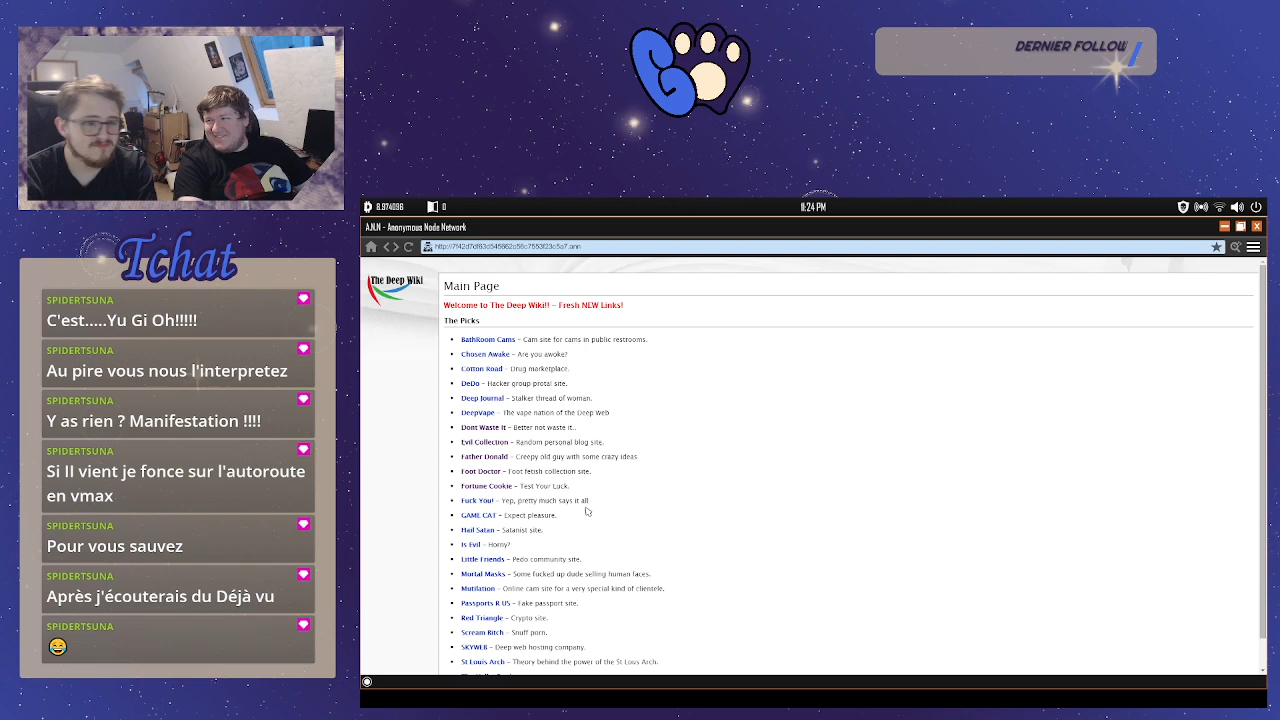 DERNIER FOLLOW
Tchat
SPIDERTSUNA
C'est.....Yu Gi Oh!!!!!
SPIDERTSUNA
Au pire vous nous l'interpretez
SPIDERTSUNA
Y as rien ? Manifestation !!!!
SPIDERTSUNA
Si Il vient je fonce sur l'autoroute
en vmax
SPIDERTSUNA
Pour vous sauvez
SPIDERTSUNA
Après j'écouterais du Déjà vu
SPIDERTSUNA
8.974096
0
11:24 PM
A.N.N - Anonymous Node Network
The Deep Wiki
Main Page
Welcome to The Deep Wiki!! - Fresh NEW Links!
The Picks
BathRoom Cams - Cam site for cams in public restrooms.
Chosen Awake - Are you awoke?
Cotton Road - Drug marketplace.
DeDo - Hacker group protal site.
Deep Journal - Stalker thread of woman.
DeepVape - The vape nation of the Deep Web
Dont Waste It - Better not waste it..
Evil Collection - Random personal blog site.
Father Donald - Creepy old guy with some crazy ideas
Foot Doctor - Foot fetish collection site.
Fortune Cookie - Test Your Luck.
Fuck You! - Yep, pretty much says it all
GAME CAT - Expect pleasure.
Hail Satan - Satanist site.
Is Evil - Horny?
Little Friends - Pedo community site.
Mortal Masks - Some fucked up dude selling human faces.
Mutilation - Online cam site for a very special kind of clientele.
Passports R US - Fake passport site.
Red Triangle - Crypto site.
Scream Bitch - Snuff porn.
SKYWEB - Deep web hosting company.
St Louis Arch - Theory behind the power of the St Lous Arch.